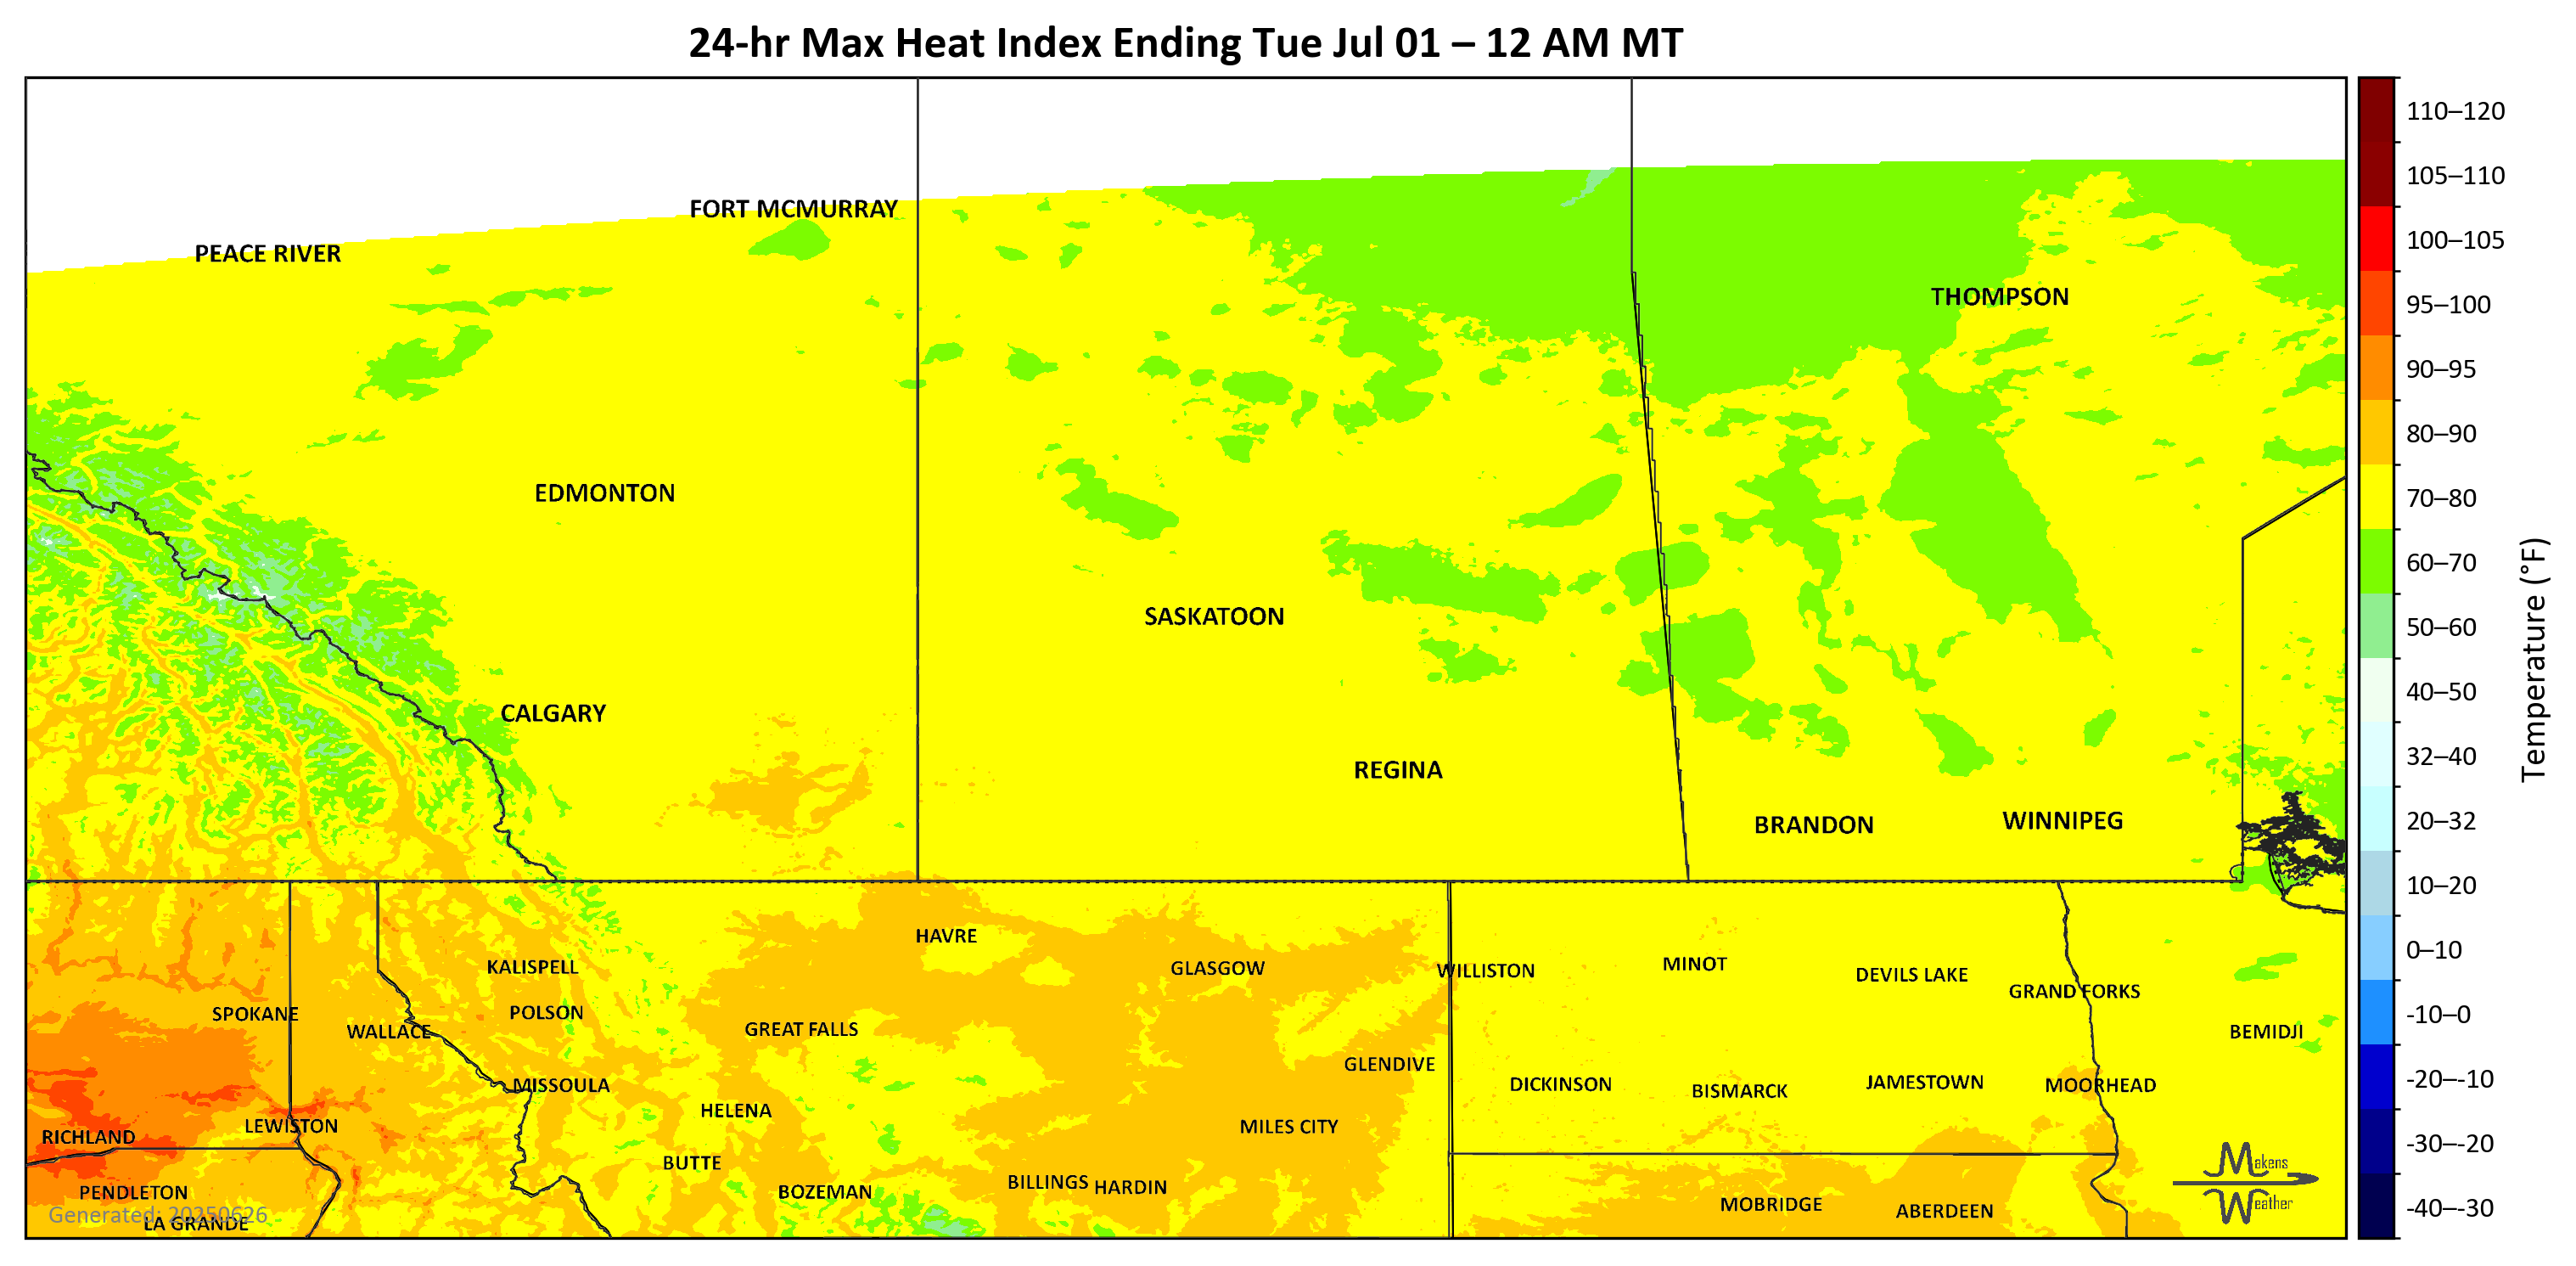 24-hr Max Heat Index Ending Tue Jul 01 – 12 AM MT
FORT MCMURRAY
PEACE RIVER
THOMPSON
EDMONTON
SASKATOON
CALGARY
REGINA
BRANDON
WINNIPEG
HAVRE
KALISPELL
GLASGOW
WILLISTON
MINOT
DEVILS LAKE
GRAND FORKS
SPOKANE
POLSON
WALLACE
GREAT FALLS
BEMIDJI
GLENDIVE
MISSOULA
DICKINSON
BISMARCK
JAMESTOWN
MOORHEAD
HELENA
LEWISTON
RICHLAND
MILES CITY
BUTTE
PENDLETON
BOZEMAN
BILLINGS
HARDIN
MOBRIDGE
ABERDEEN
Generated: 20250626
LA GRANDE
Makens
Weather
110–120
105–110
100–105
95–100
90–95
80–90
70–80
60–70
50–60
40–50
32–40
20–32
10–20
0–10
-10–0
-20–-10
-30–-20
-40–-30
Temperature (°F)